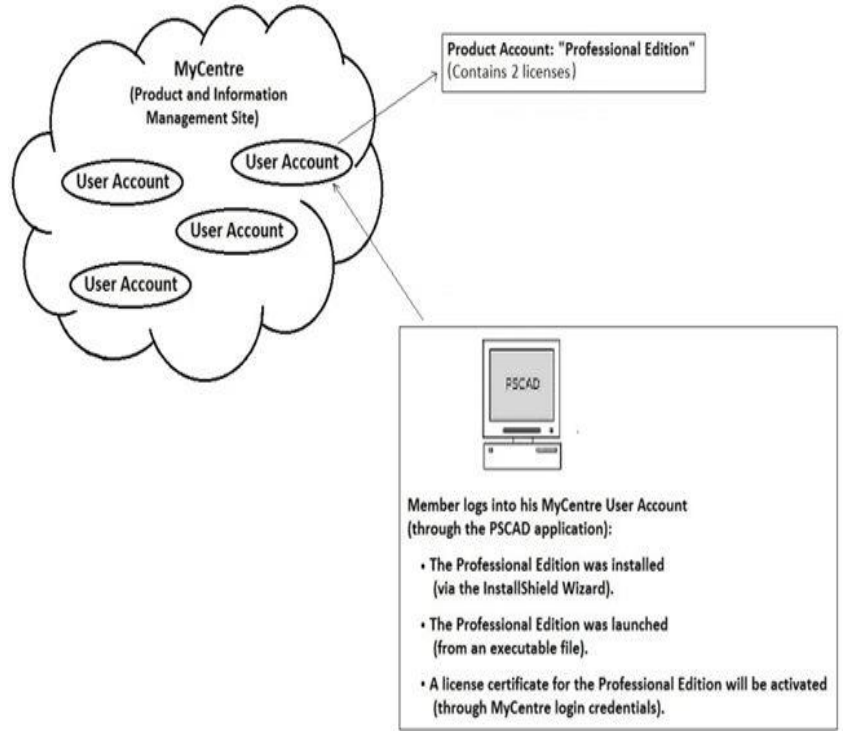 MyCentre
(Product and Information
Management Site)
User Account
User Account
User Account
User Account
Product Account: "Professional Edition"
(Contains 2 licenses)
PSCAD
Member logs into his MyCentre User Account
(through the PSCAD application):
• The Professional Edition was installed
(via the InstallShield Wizard).
• The Professional Edition was launched
(from an executable file).
• A license certificate for the Professional Edition will be activated
(through MyCentre login credentials).